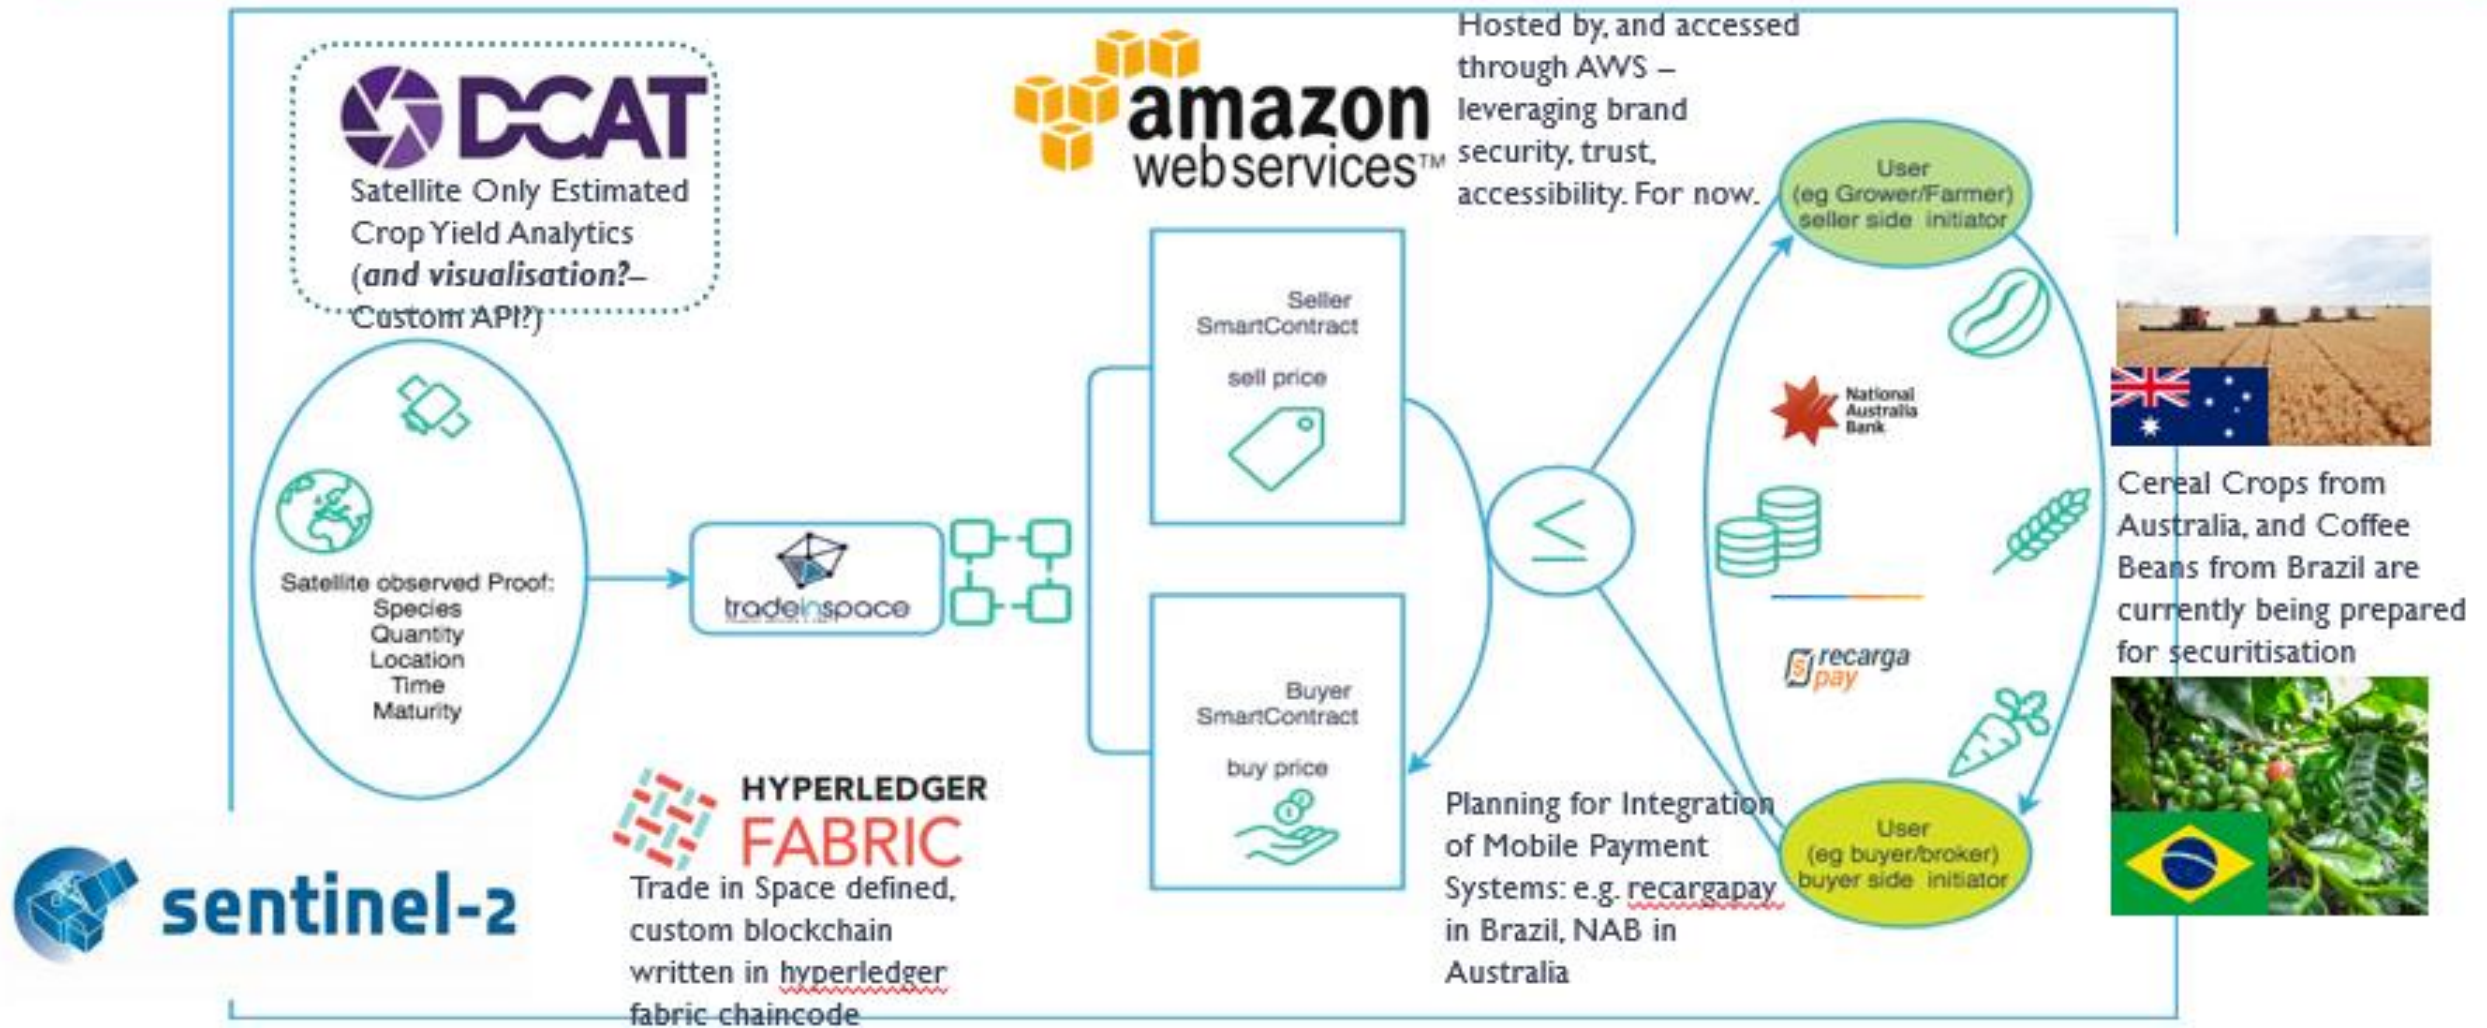 DCAT
Satellite Only Estimated
Crop Yield Analytics
(and visualisation?–
Custom API?)
amazon
webservices™
Hosted by, and accessed
through AWS –
leveraging brand
security, trust,
accessibility. For now.
User
(eg Grower/Farmer)
seller side initiator
Satellite observed Proof:
Species
Quantity
Location
Time
Maturity
tradeinspace
Seller
SmartContract
sell price
Buyer
SmartContract
buy price
≤
National
Australia
Bank
recarga
pay
Cereal Crops from
Australia, and Coffee
Beans from Brazil are
currently being prepared
for securitisation
sentinel-2
HYPERLEDGER
FABRIC
Trade in Space defined,
custom blockchain
written in hyperledger
fabric chaincode
Planning for Integration
of Mobile Payment
Systems: e.g. recargapay
in Brazil, NAB in
Australia
User
(eg buyer/broker)
buyer side initiator